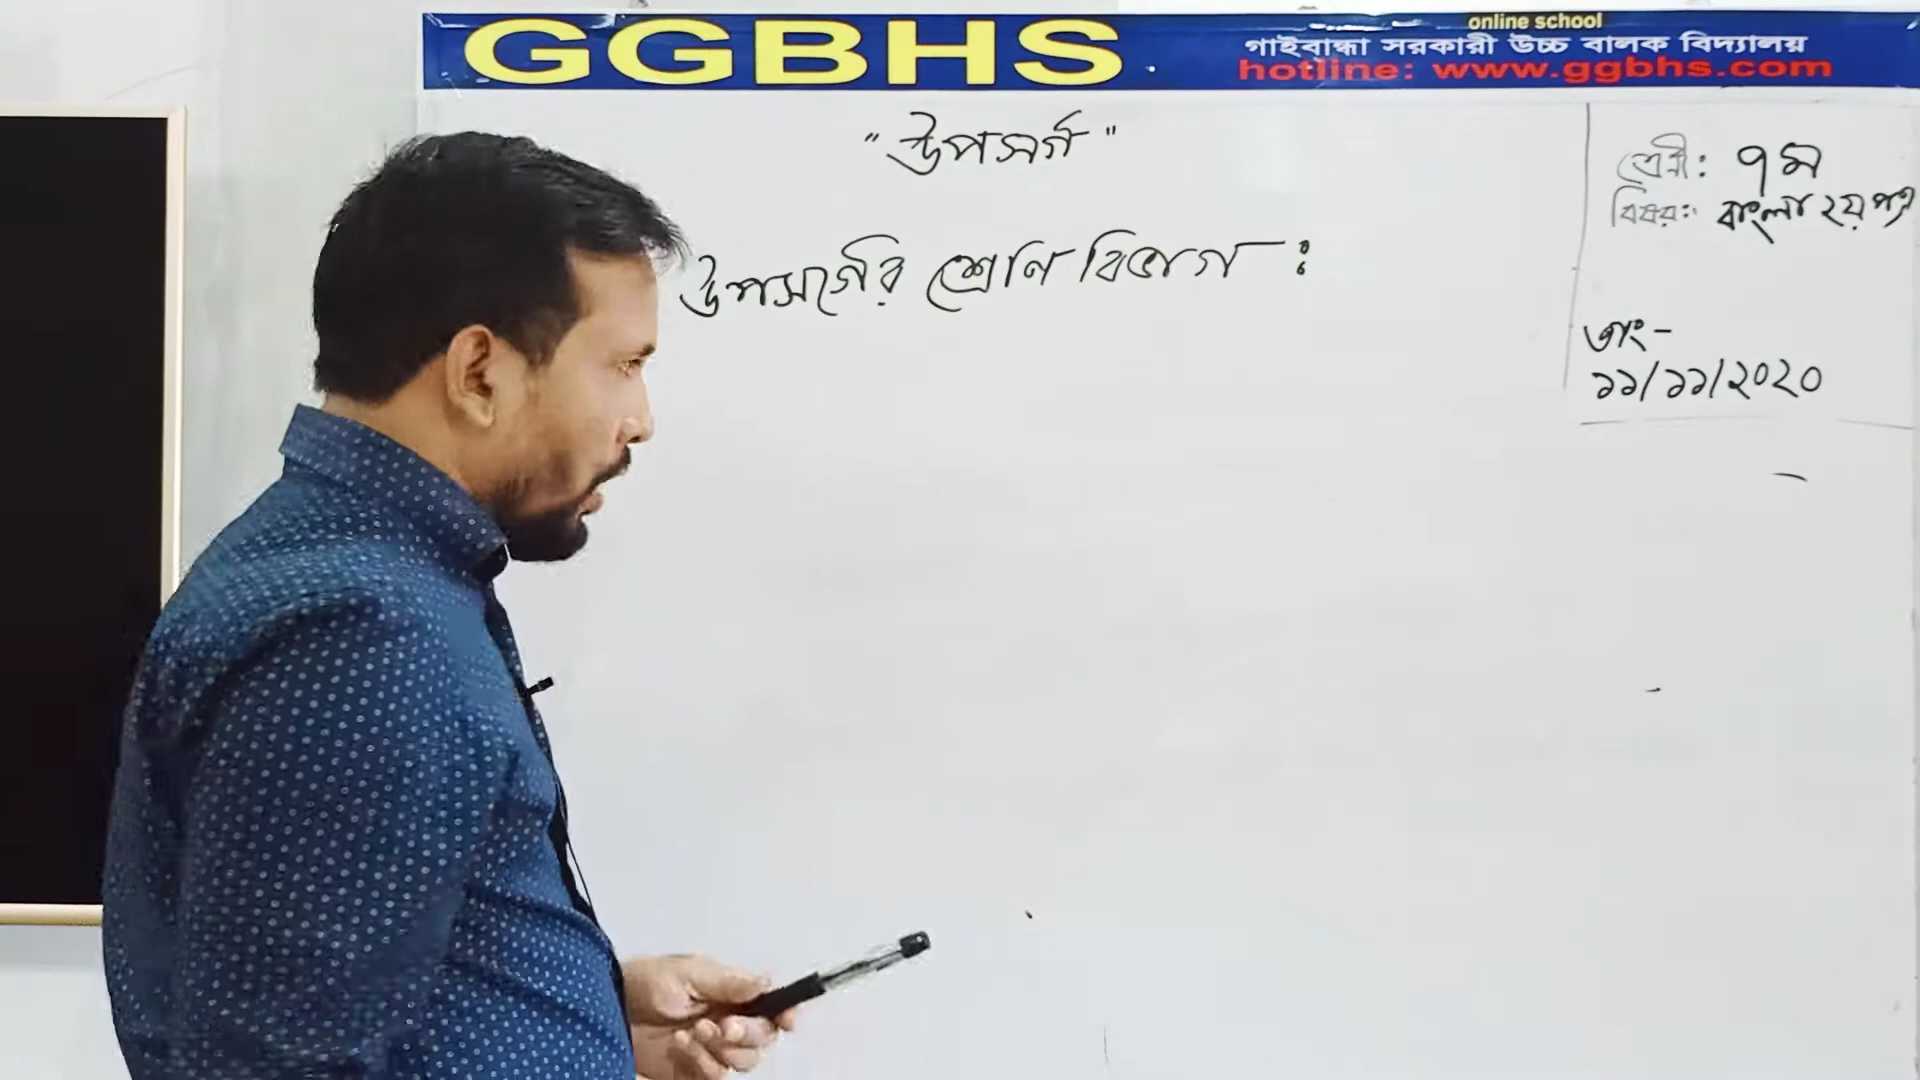 GGBHS
online school
গাইবান্ধা সরকারী উচ্চ বালক বিদ্যালয়
hotline: www.ggbhs.com
"উপসর্গ"
উপসর্গের শ্রেণি বিভাগ :
শ্রেণী: ৭ম
বিষয়: বাংলা ২য় পত্র
তাং-
১১/১১/২০২০